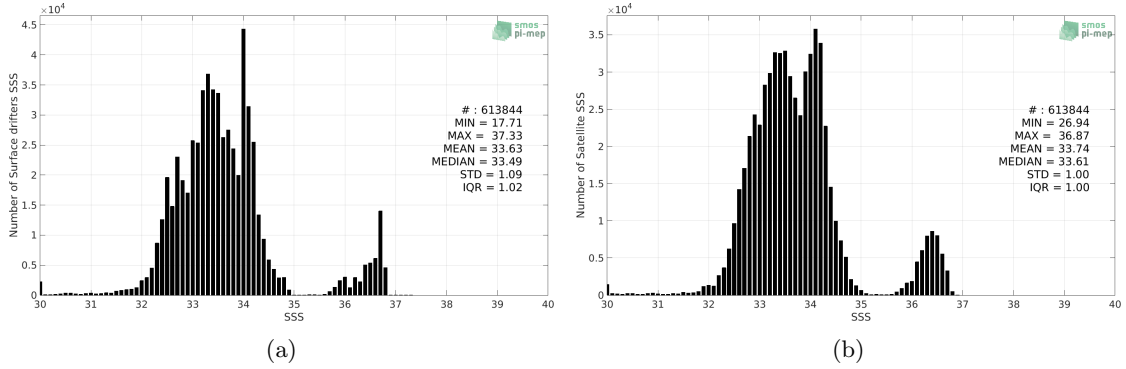 ×10⁴
4.5
4
3.5
3
2.5
2
1.5
1
0.5
0
Number of Surface drifters SSS
smos
pi-mep
# : 613844
MIN = 17.71
MAX = 37.33
MEAN = 33.63
MEDIAN = 33.49
STD = 1.09
IQR = 1.02
30 31 32 33 34 35 36 37 38 39 40
SSS
(a)
×10⁴
3.5
3
2.5
2
1.5
1
0.5
0
Number of Satellite SSS
smos
pi-mep
# : 613844
MIN = 26.94
MAX = 36.87
MEAN = 33.74
MEDIAN = 33.61
STD = 1.00
IQR = 1.00
30 31 32 33 34 35 36 37 38 39 40
SSS
(b)